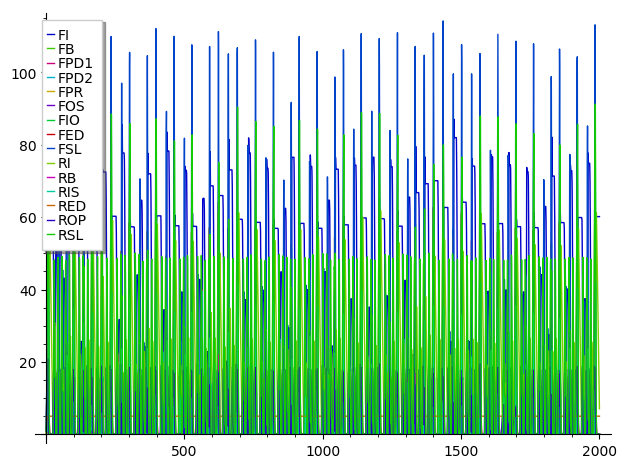 FI
FB
FPD1
FPD2
FPR
FOS
FIO
FED
FSL
RI
RB
RIS
RED
ROP
RSL
100
80
60
40
20
500
1000
1500
2000